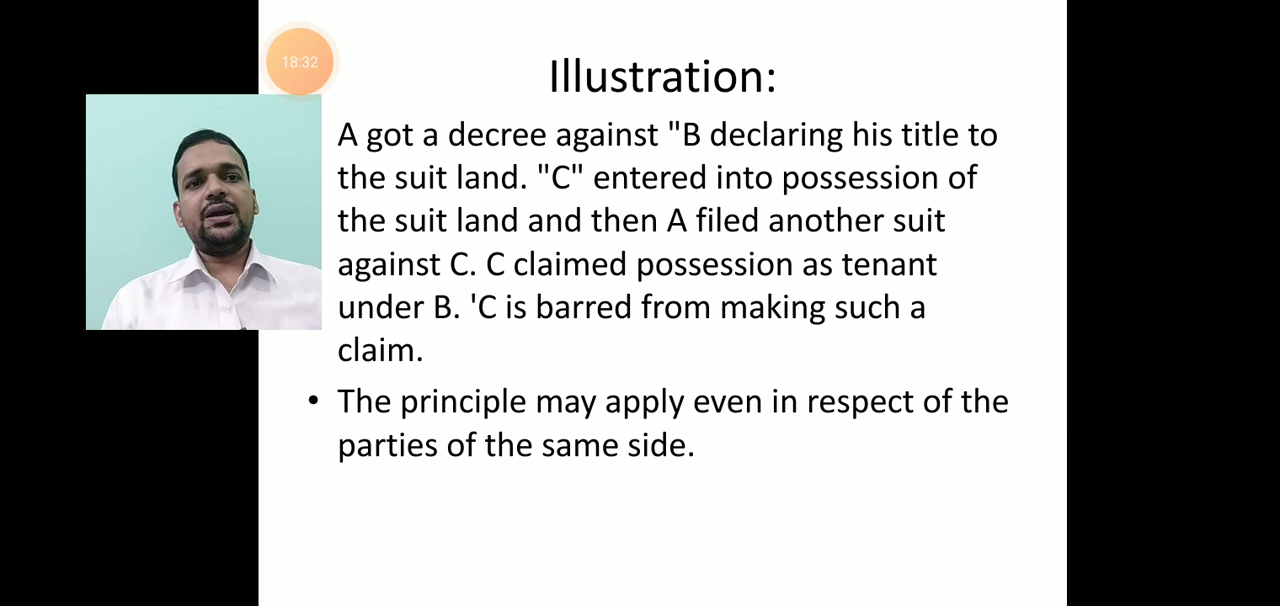 18:32
Illustration:
A got a decree against "B declaring his title to
the suit land. "C" entered into possession of
the suit land and then A filed another suit
against C. C claimed possession as tenant
under B. 'C is barred from making such a
claim.
• The principle may apply even in respect of the
parties of the same side.